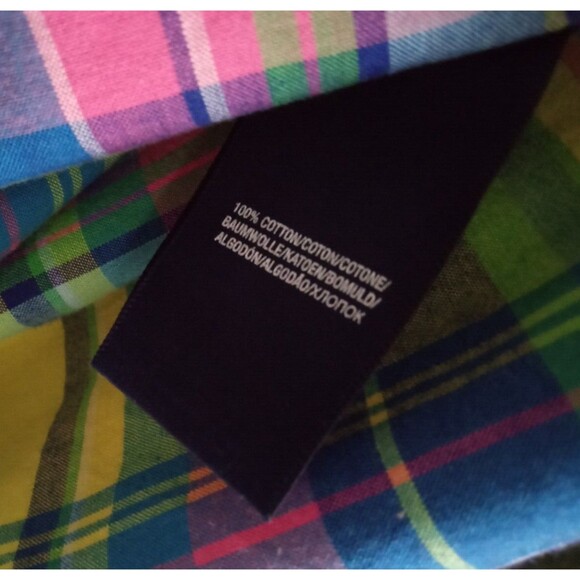 100% COTTON/COTON/COTONE/
BAUMWOLLE/KATOEN/BOMULD/
ALGODÓN/ALGODÃO/ХЛОПОК